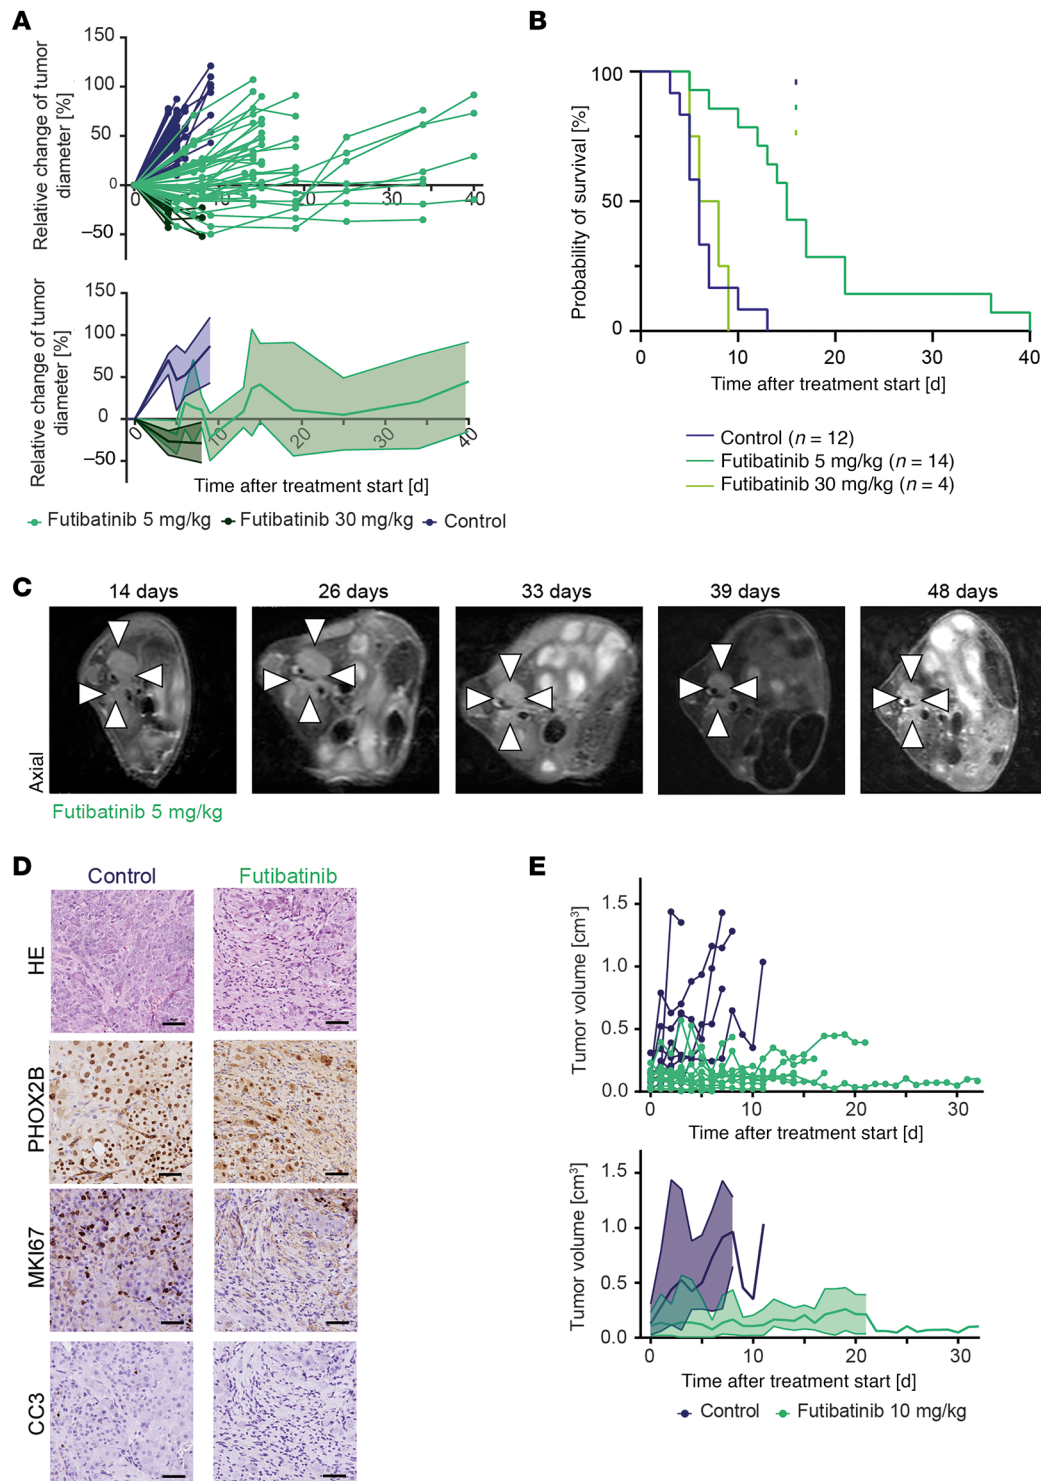 A
Relative change of tumor
diameter [%]
150
100
50
0
−50
0
10
20
30
40
Relative change of tumor
diameter [%]
150
100
50
0
−50
0
10
20
30
40
Time after treatment start [d]
Futibatinib 5 mg/kg
Futibatinib 30 mg/kg
Control
B
Probability of survival [%]
100
50
0
0
10
20
30
40
Time after treatment start [d]
Control (n = 12)
Futibatinib 5 mg/kg (n = 14)
Futibatinib 30 mg/kg (n = 4)
C
14 days
26 days
33 days
39 days
48 days
Axial
Futibatinib 5 mg/kg
D
Control
Futibatinib
HE
PHOX2B
MKI67
CC3
E
Tumor volume [cm³]
1.5
1.0
0.5
0.0
0
10
20
30
Time after treatment start [d]
Tumor volume [cm³]
1.5
1.0
0.5
0.0
0
10
20
30
Time after treatment start [d]
Control
Futibatinib 10 mg/kg